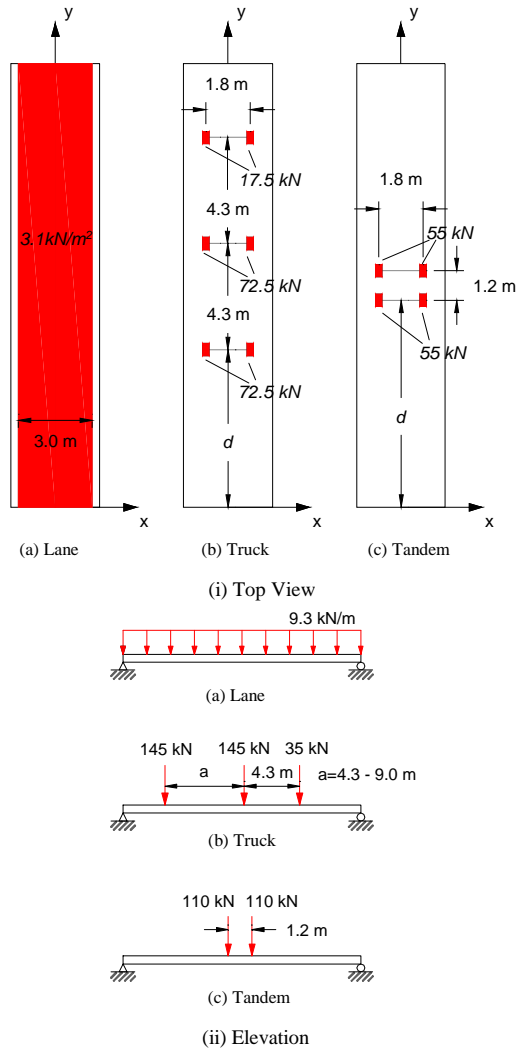 y
y
y
1.8 m
17.5 kN
4.3 m
1.8 m
3.1kN/m²
55 kN
72.5 kN
1.2 m
4.3 m
55 kN
72.5 kN
3.0 m
d
d
x
x
x
(a) Lane
(b) Truck
(c) Tandem
(i) Top View
9.3 kN/m
(a) Lane
145 kN 145 kN 35 kN
a 4.3 m a=4.3 - 9.0 m
(b) Truck
110 kN 110 kN
1.2 m
(c) Tandem
(ii) Elevation